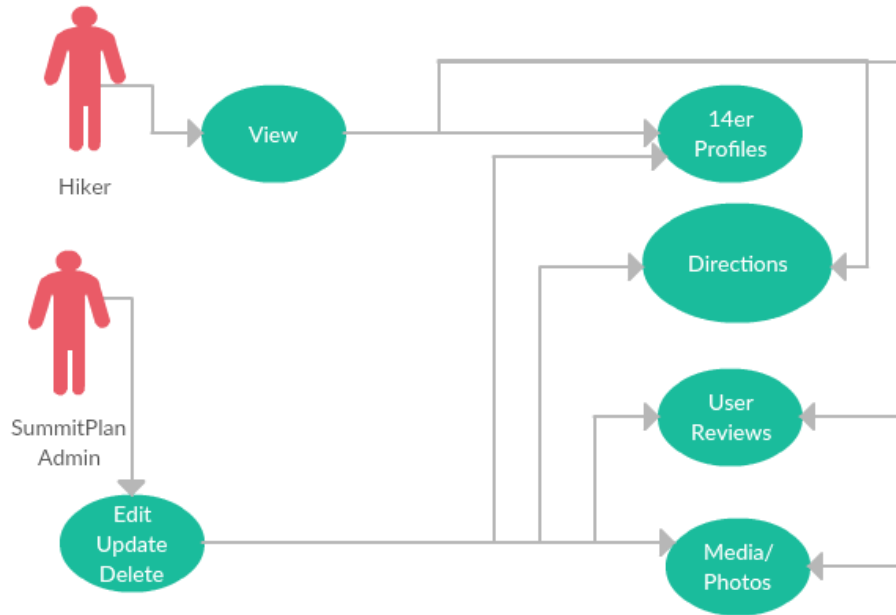 Hiker
View
14er
Profiles
Directions
SummitPlan
Admin
User
Reviews
Edit
Update
Delete
Media/
Photos